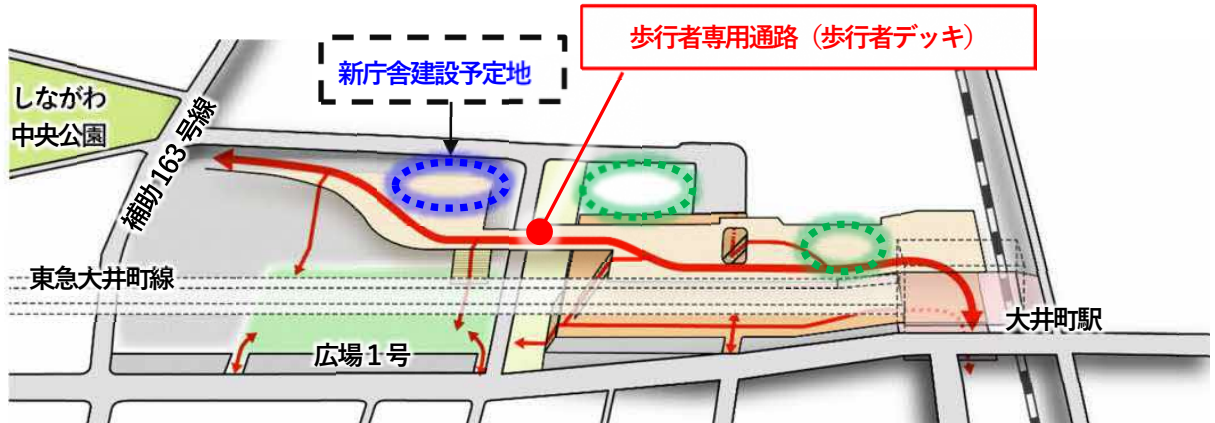 歩行者専用通路（歩行者デッキ）
新庁舎建設予定地
しながわ
中央公園
補助163号線
東急大井町線
大井町駅
広場１号